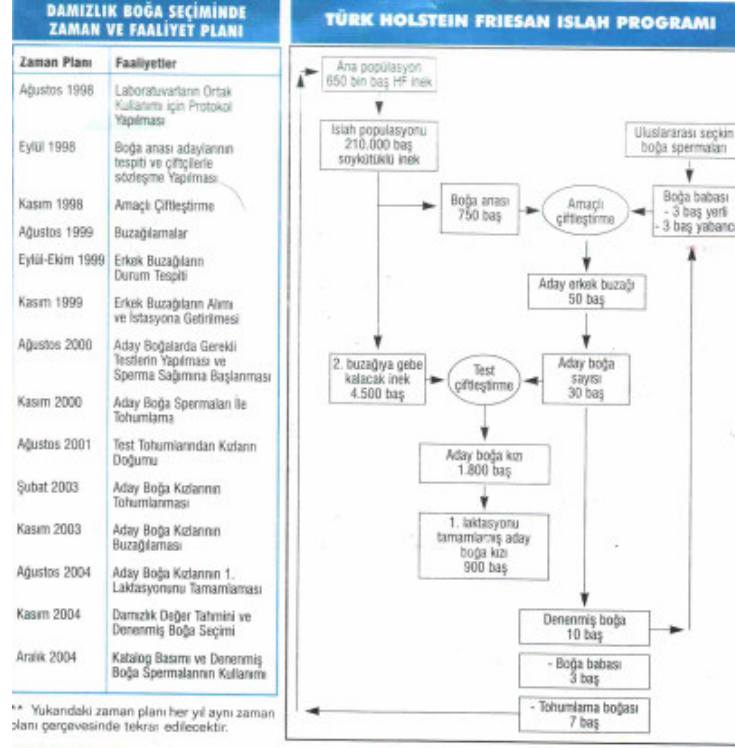 DAMIZLIK BOĞA SEÇİMİNDE
ZAMAN VE FAALİYET PLANI
Zaman Planı Faaliyetler
Ağustos 1998 Laboratuvarların Ortak
Kullanımı için Protokol
Yapılması
Eylül 1998 Boğa anası adaylarının
tespiti ve çiftçilerle
sözleşme Yapılması
Kasım 1998 Amaçlı Çiftleştirme
Ağustos 1999 Buzağılamalar
Eylül-Ekim 1999 Erkek Buzağıların
Durum Tespiti
Kasım 1999 Erkek Buzağıların Alımı
ve İstasyona Getirilmesi
Ağustos 2000 Aday Boğalarda Gerekli
Testlerin Yapılması ve
Sperma Sağımına Başlanması
Kasım 2000 Aday Boğa Spermaları İle
Tohumlama
Ağustos 2001 Test Tohumlarından Kızların
Doğumu
Şubat 2003 Aday Boğa Kızlarının
Tohumlanması
Kasım 2003 Aday Boğa Kızlarının
Buzağılaması
Ağustos 2004 Aday Boğa Kızlarının 1.
Laktasyonunu Tamamlaması
Kasım 2004 Damızlık Değer Tahmini ve
Denenmiş Boğa Seçimi
Aralık 2004 Katalog Basımı ve Denenmiş
Boğa Spermalarının Kullanımı
** Yukarıdaki zaman planı her yıl aynı zaman
planı çerçevesinde tekrar edilecektir.
TÜRK HOLSTEIN FRIESAN ISLAH PROGRAMI
Ana popülasyon
650 bin baş HF inek
Islah populasyonu
210.000 baş
soykütüklü inek
Uluslararası seçkin
boğa spermaları
Boğa anası
750 baş
Amaçlı
çiftleştirme
Boğa babası
- 3 baş yerli
- 3 baş yabancı
Aday erkek buzağı
50 baş
2. buzağıya gebe
kalacak inek
4.500 baş
Test
çiftleştirme
Aday boğa
sayısı
30 baş
Aday boğa kızı
1.800 baş
1. laktasyonu
tamamlamış aday
boğa kızı
900 baş
Denenmiş boğa
10 baş
- Boğa babası
3 baş
- Tohumlama boğası
7 baş